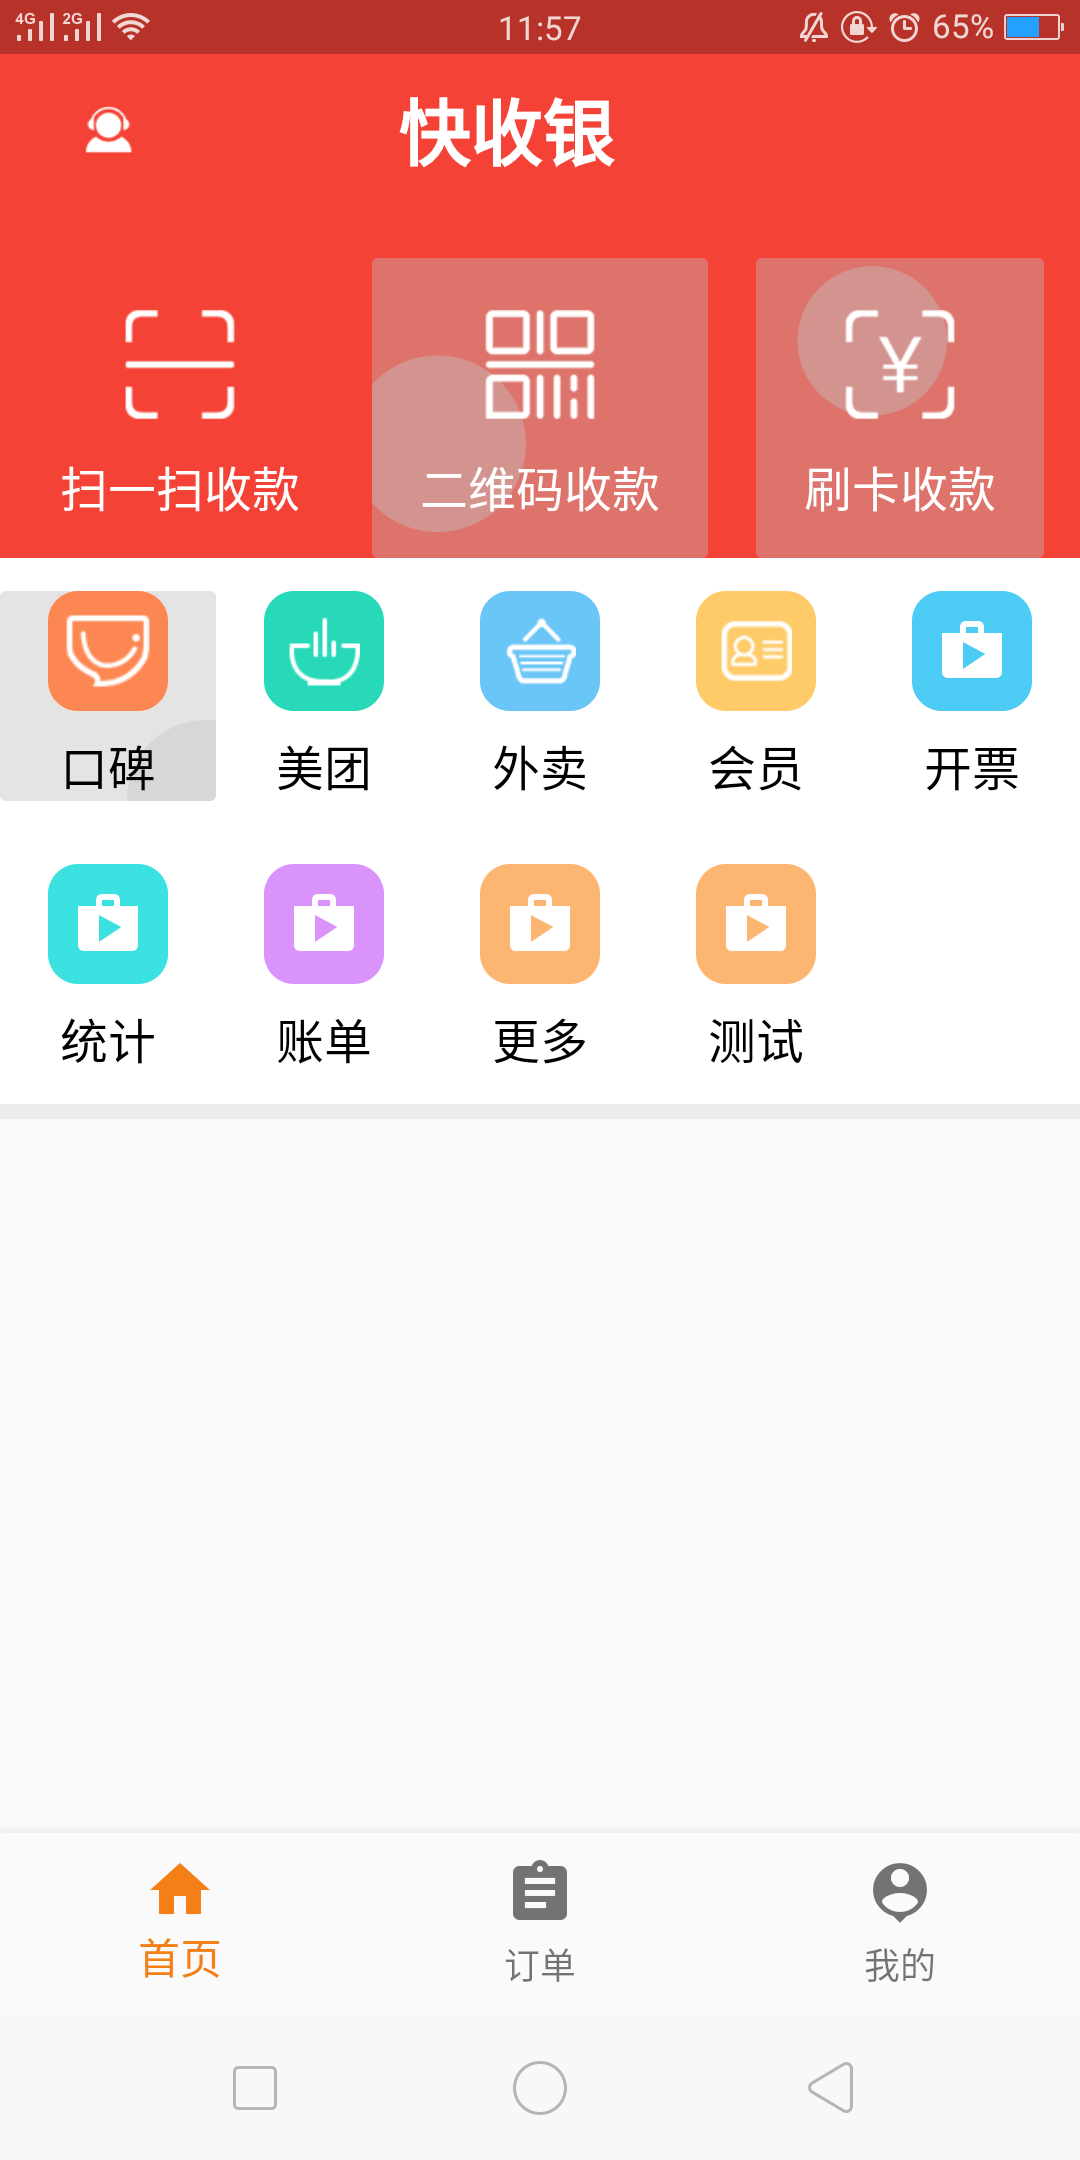 4G 2G 11:57 65%
快收银
扫一扫收款 二维码收款 刷卡收款
口碑 美团 外卖 会员 开票
统计 账单 更多 测试
首页 订单 我的